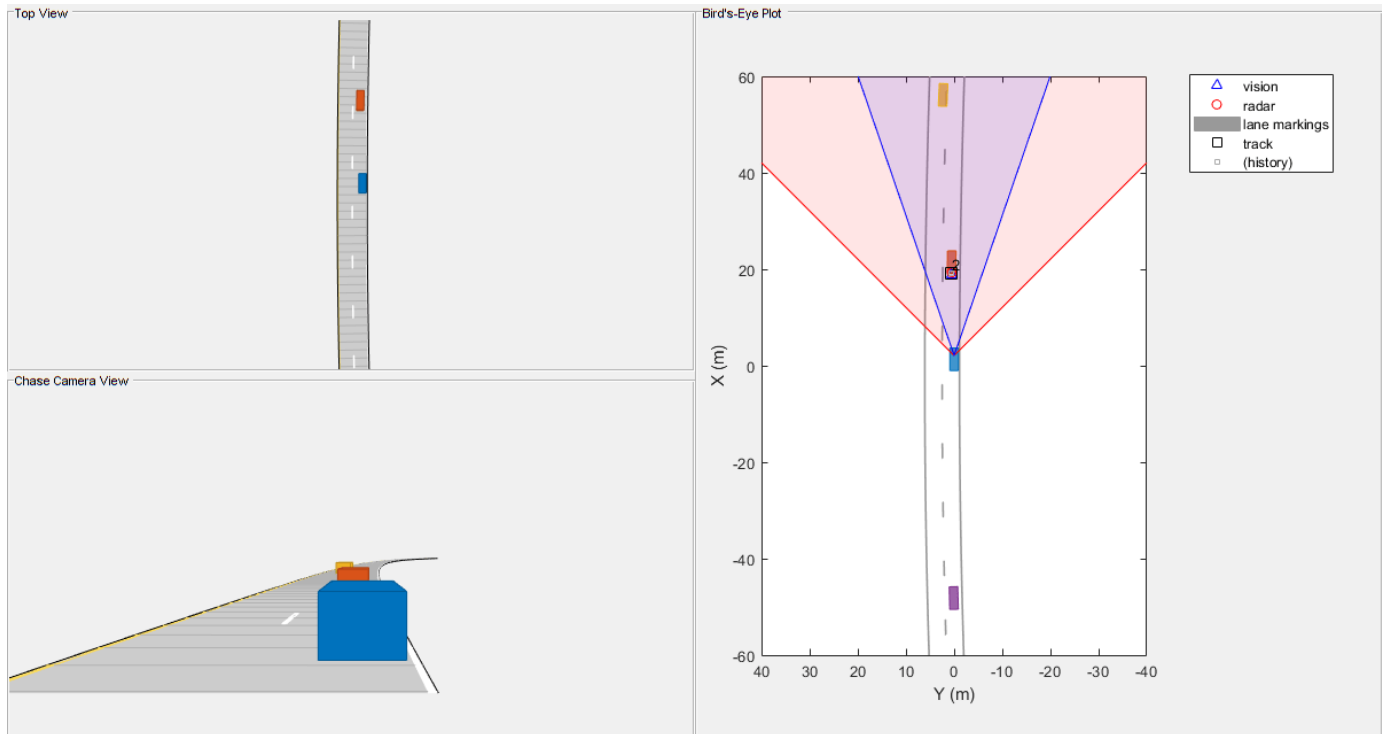 Top View
Chase Camera View
Bird's-Eye Plot
vision
radar
lane markings
track
(history)
60
40
20
0
-20
-40
-60
X (m)
40
30
20
10
0
-10
-20
-30
-40
Y (m)